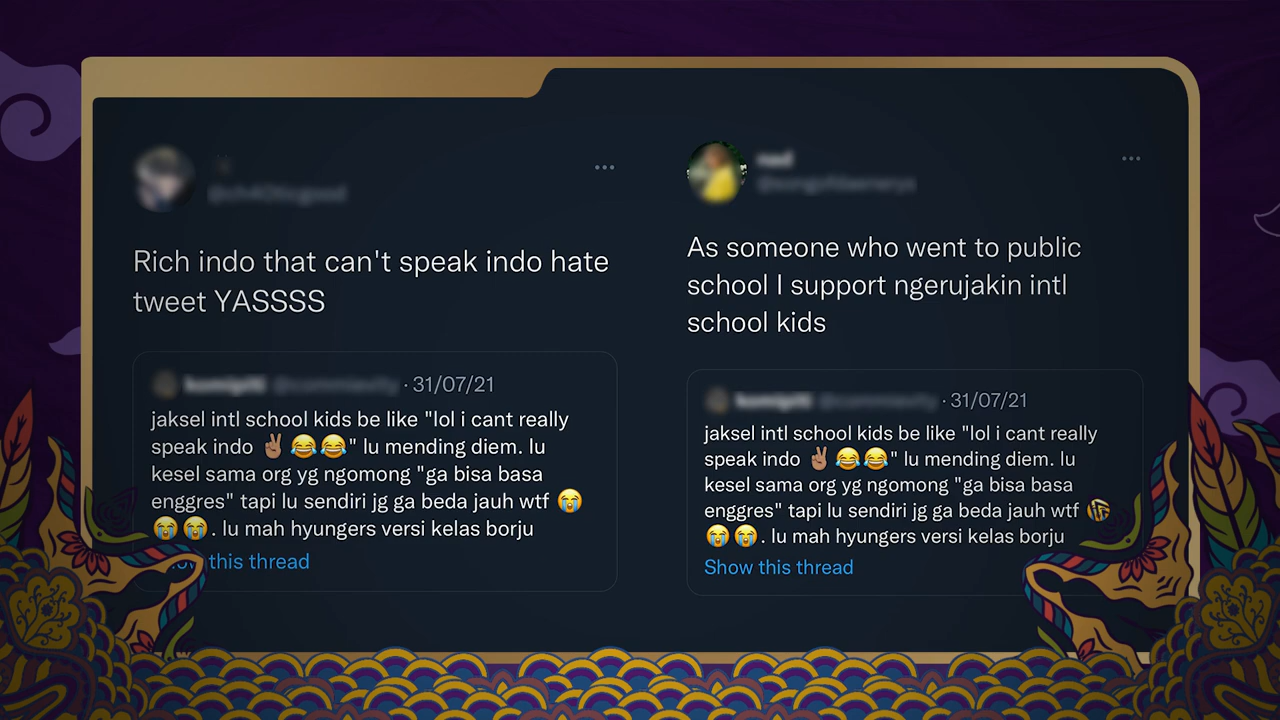 Rich indo that can't speak indo hate
tweet YASSSS
· 31/07/21
jaksel intl school kids be like "lol i cant really
speak indo ✌🏽😂😂" lu mending diem. lu
kesel sama org yg ngomong "ga bisa basa
enggres" tapi lu sendiri jg ga beda jauh wtf 😭
😭😭. lu mah hyungers versi kelas borju
this thread
As someone who went to public
school I support ngerujakin intl
school kids
· 31/07/21
jaksel intl school kids be like "lol i cant really
speak indo ✌🏽😂😂" lu mending diem. lu
kesel sama org yg ngomong "ga bisa basa
enggres" tapi lu sendiri jg ga beda jauh wtf 😭
😭😭. lu mah hyungers versi kelas borju
Show this thread